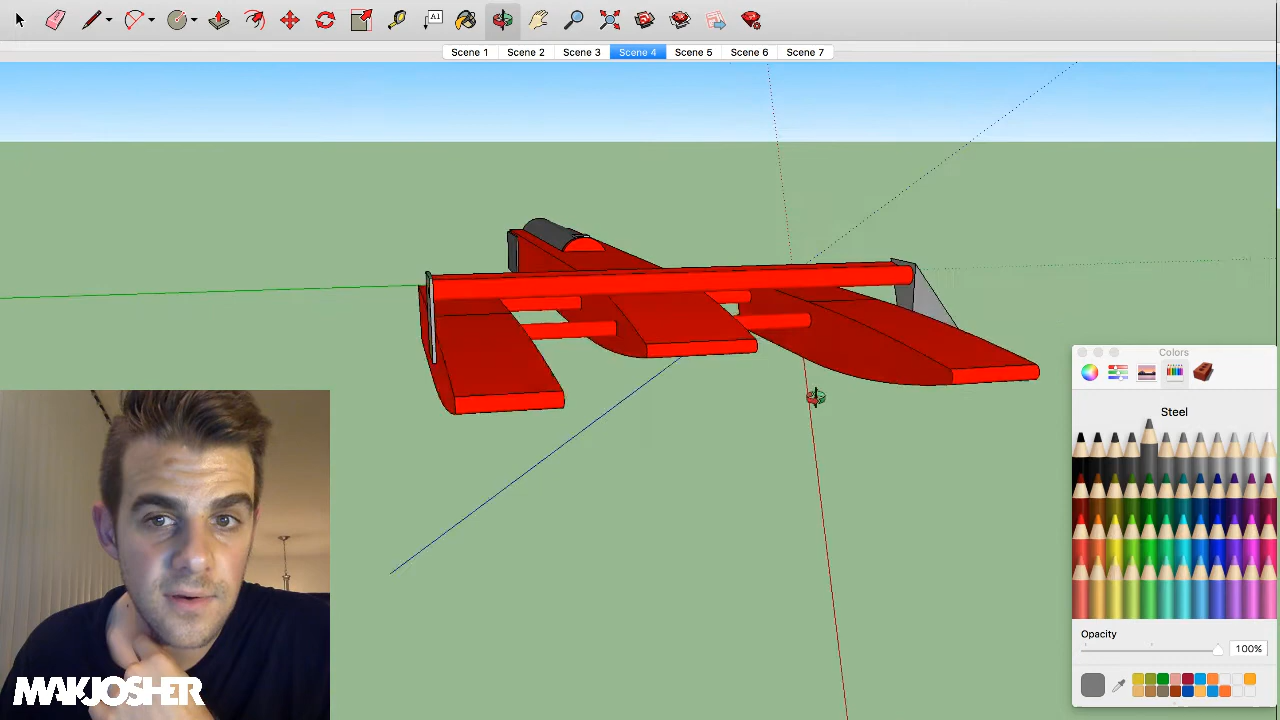 A1
Scene 1
Scene 2
Scene 3
Scene 4
Scene 5
Scene 6
Scene 7
Colors
Steel
Opacity
100%
MAKJOSHER